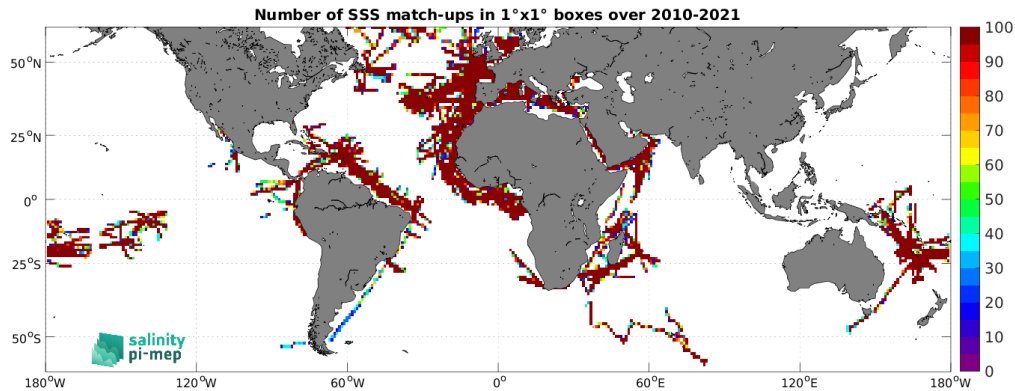 Number of SSS match-ups in 1°x1° boxes over 2010-2021
50°N
25°N
0°
25°S
50°S
180°W
120°W
60°W
0°
60°E
120°E
180°W
100
90
80
70
60
50
40
30
20
10
0
salinity
pi-mep